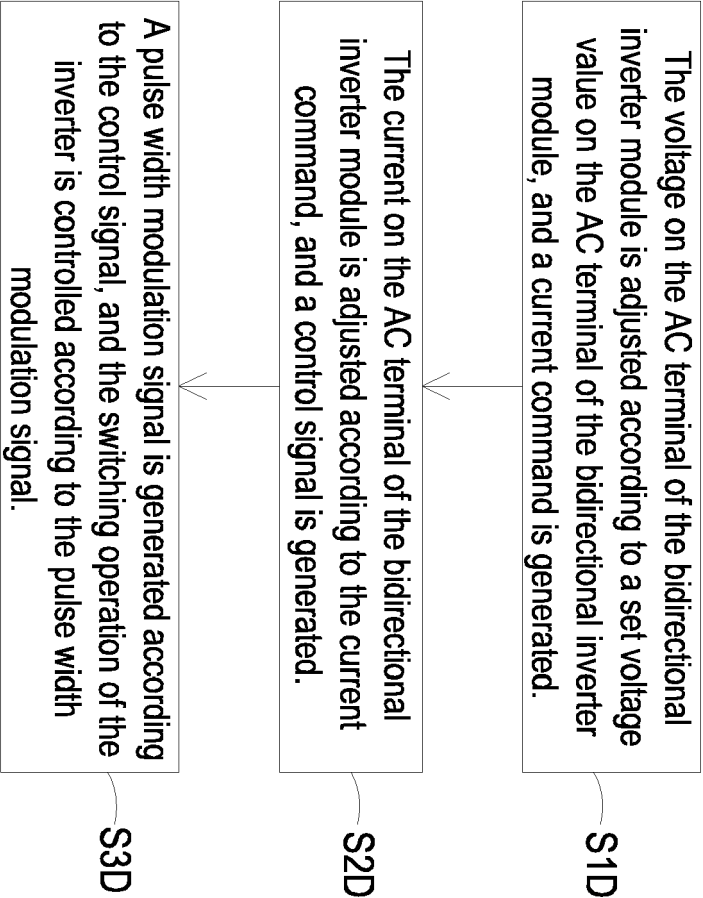 The voltage on the AC terminal of the bidirectional
inverter module is adjusted according to a set voltage
value on the AC terminal of the bidirectional inverter
module, and a current command is generated.
S1D
The current on the AC terminal of the bidirectional
inverter module is adjusted according to the current
command, and a control signal is generated.
S2D
A pulse width modulation signal is generated according
to the control signal, and the switching operation of the
inverter is controlled according to the pulse width
modulation signal.
S3D